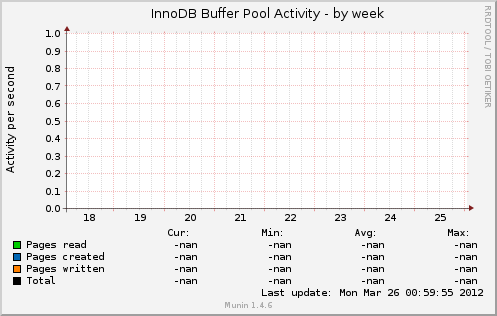 InnoDB Buffer Pool Activity - by week
RRDTOOL / TOBI OETIKER
Activity per second
1.0
0.9
0.8
0.7
0.6
0.5
0.4
0.3
0.2
0.1
0.0
18 19 20 21 22 23 24 25
Cur: Min: Avg: Max:
Pages read -nan -nan -nan -nan
Pages created -nan -nan -nan -nan
Pages written -nan -nan -nan -nan
Total -nan -nan -nan -nan
Last update: Mon Mar 26 00:59:55 2012
Munin 1.4.6